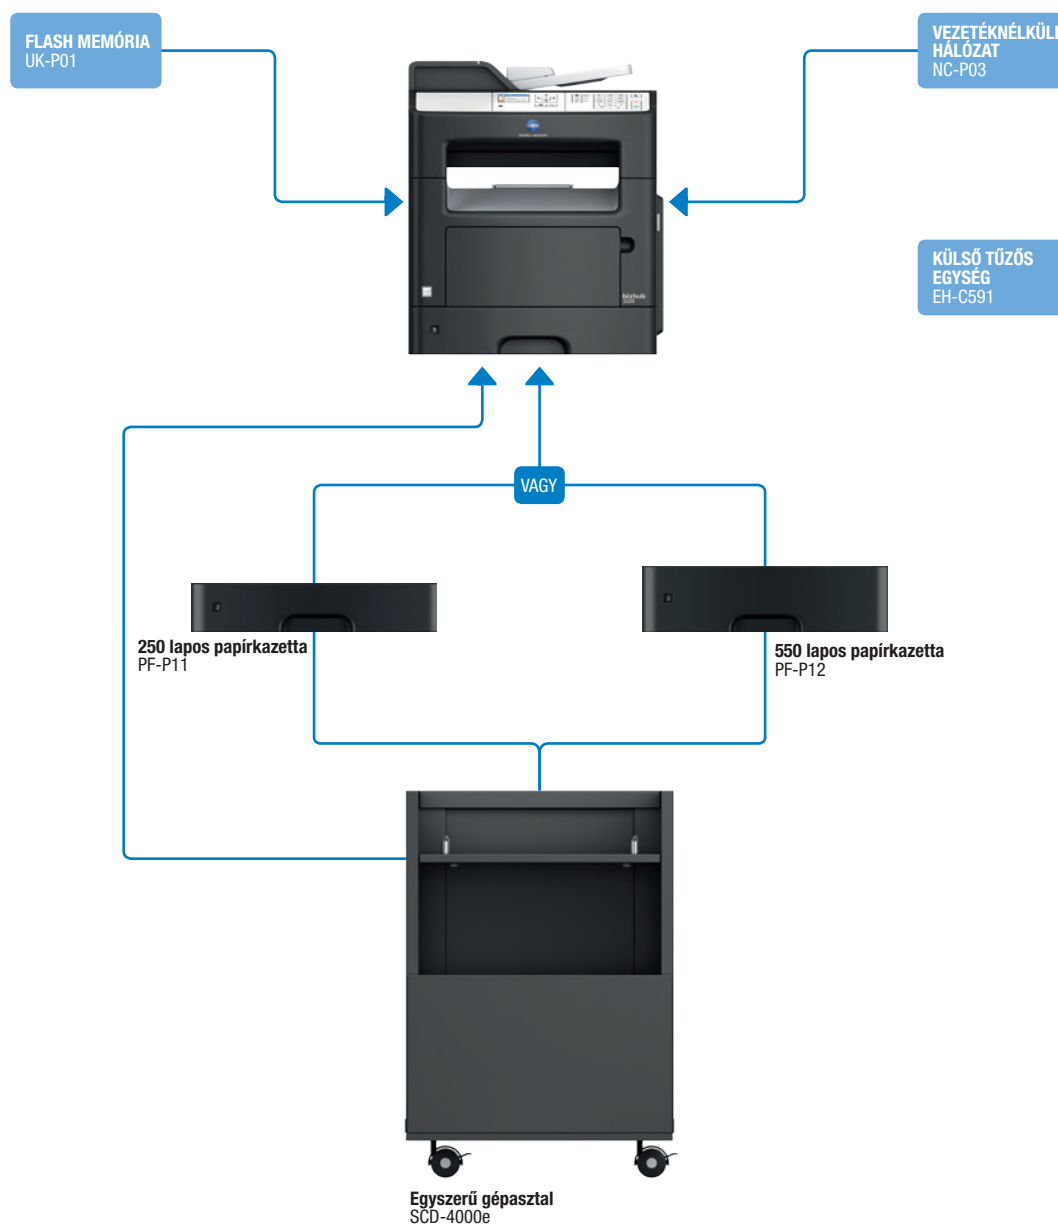 FLASH MEMÓRIA
UK-P01
VEZETÉKNÉLKÜLI
HÁLÓZAT
NC-P03
KÜLSŐ TŰZŐS
EGYSÉG
EH-C591
bizhub
VAGY
250 lapos papírkazetta
PF-P11
550 lapos papírkazetta
PF-P12
Egyszerű gépasztal
SCD-4000e